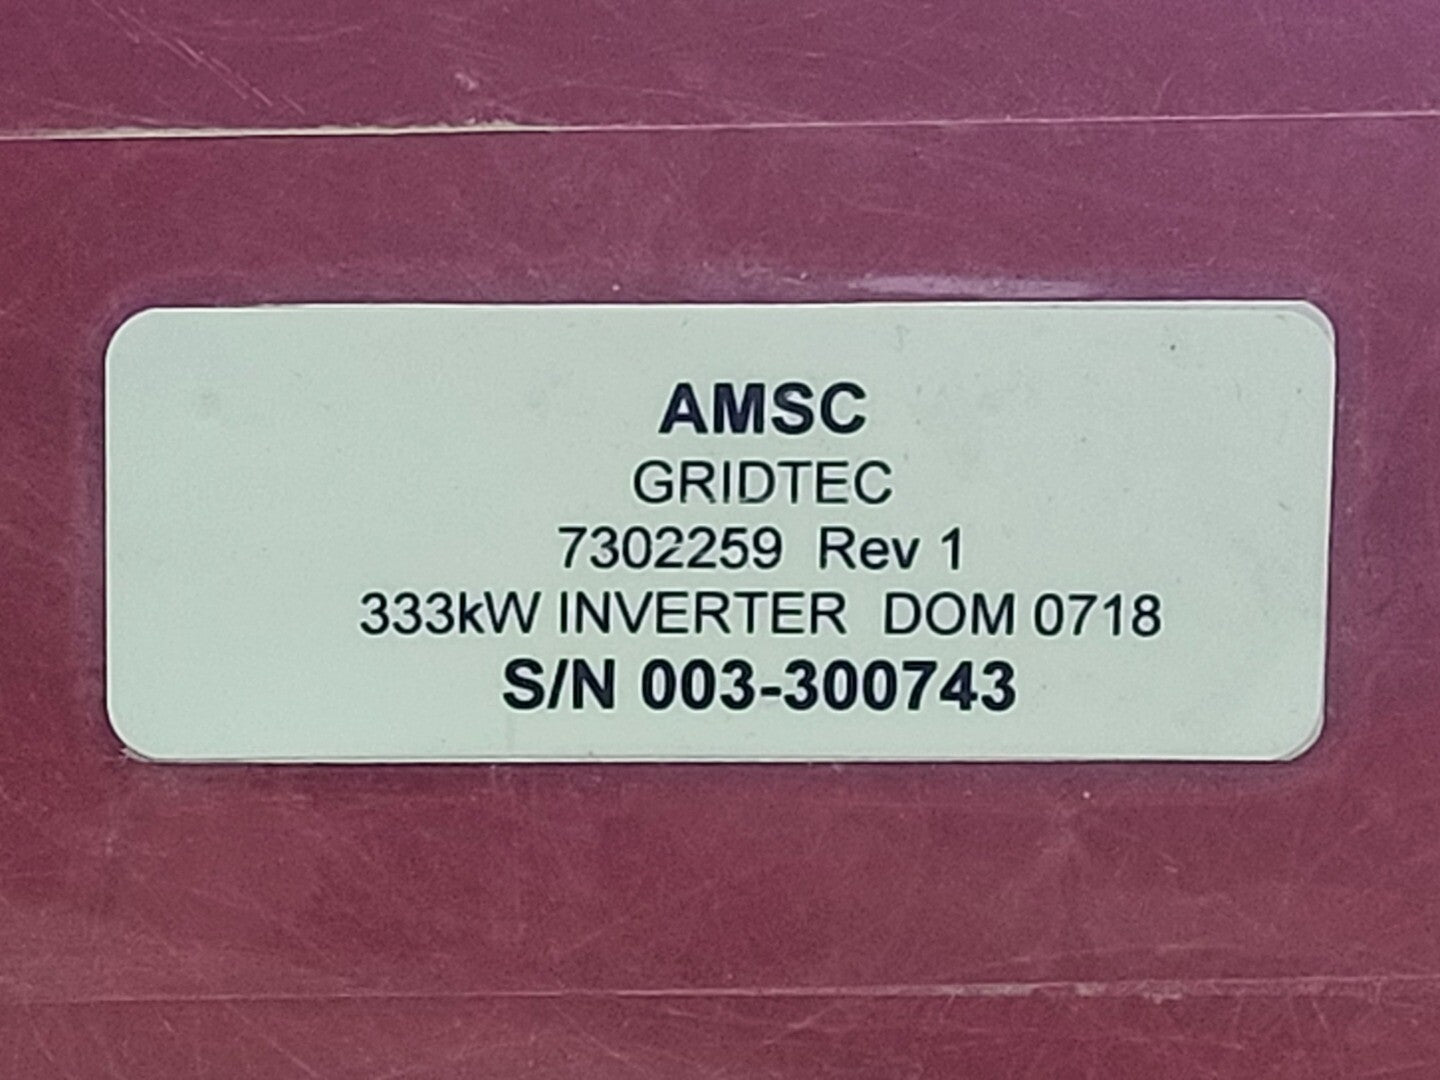 AMSC
GRIDTEC
7302259 Rev 1
333kW INVERTER DOM 0718
S/N 003-300743